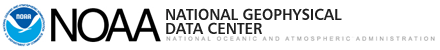 NOAA
NATIONAL GEOPHYSICAL
DATA CENTER
NATIONAL OCEANIC AND ATMOSPHERIC ADMINISTRATION